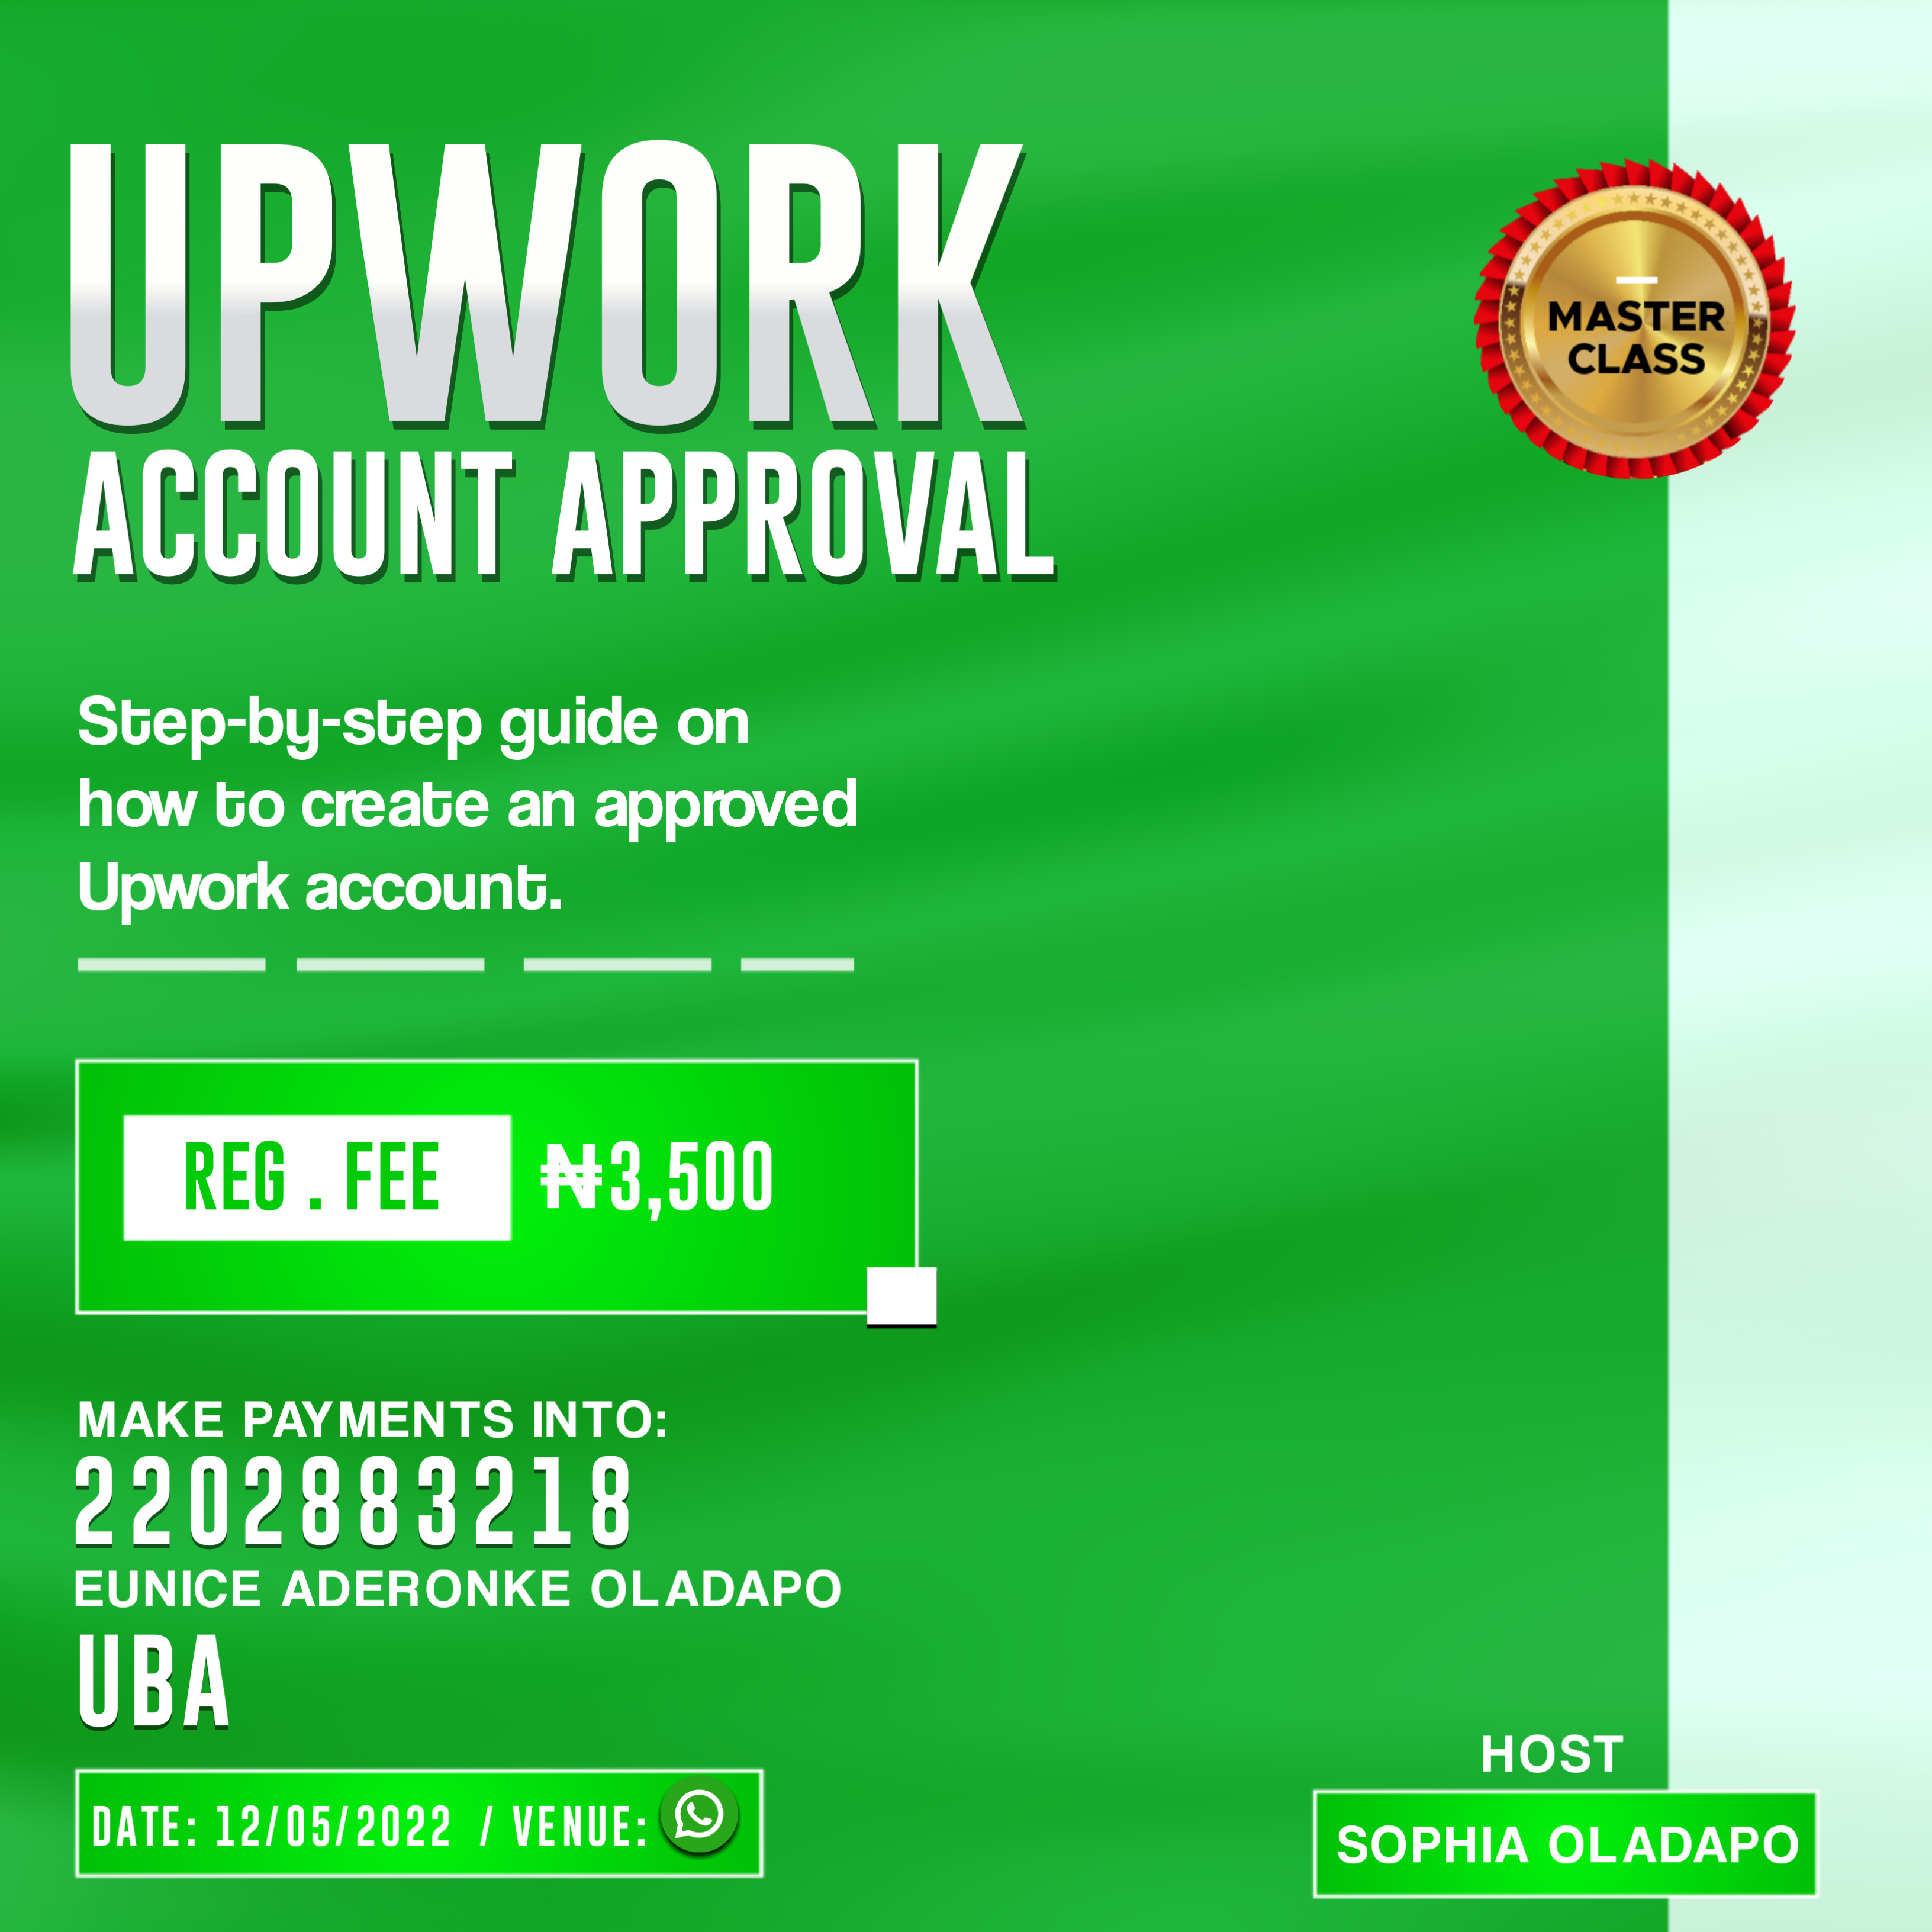 UPWORK
ACCOUNT APPROVAL
MASTER
CLASS
Step-by-step guide on
how to create an approved
Upwork account.
REG . FEE ₦3,500
MAKE PAYMENTS INTO:
2202883218
EUNICE ADERONKE OLADAPO
UBA
DATE: 12/05/2022 / VENUE:
HOST
SOPHIA OLADAPO